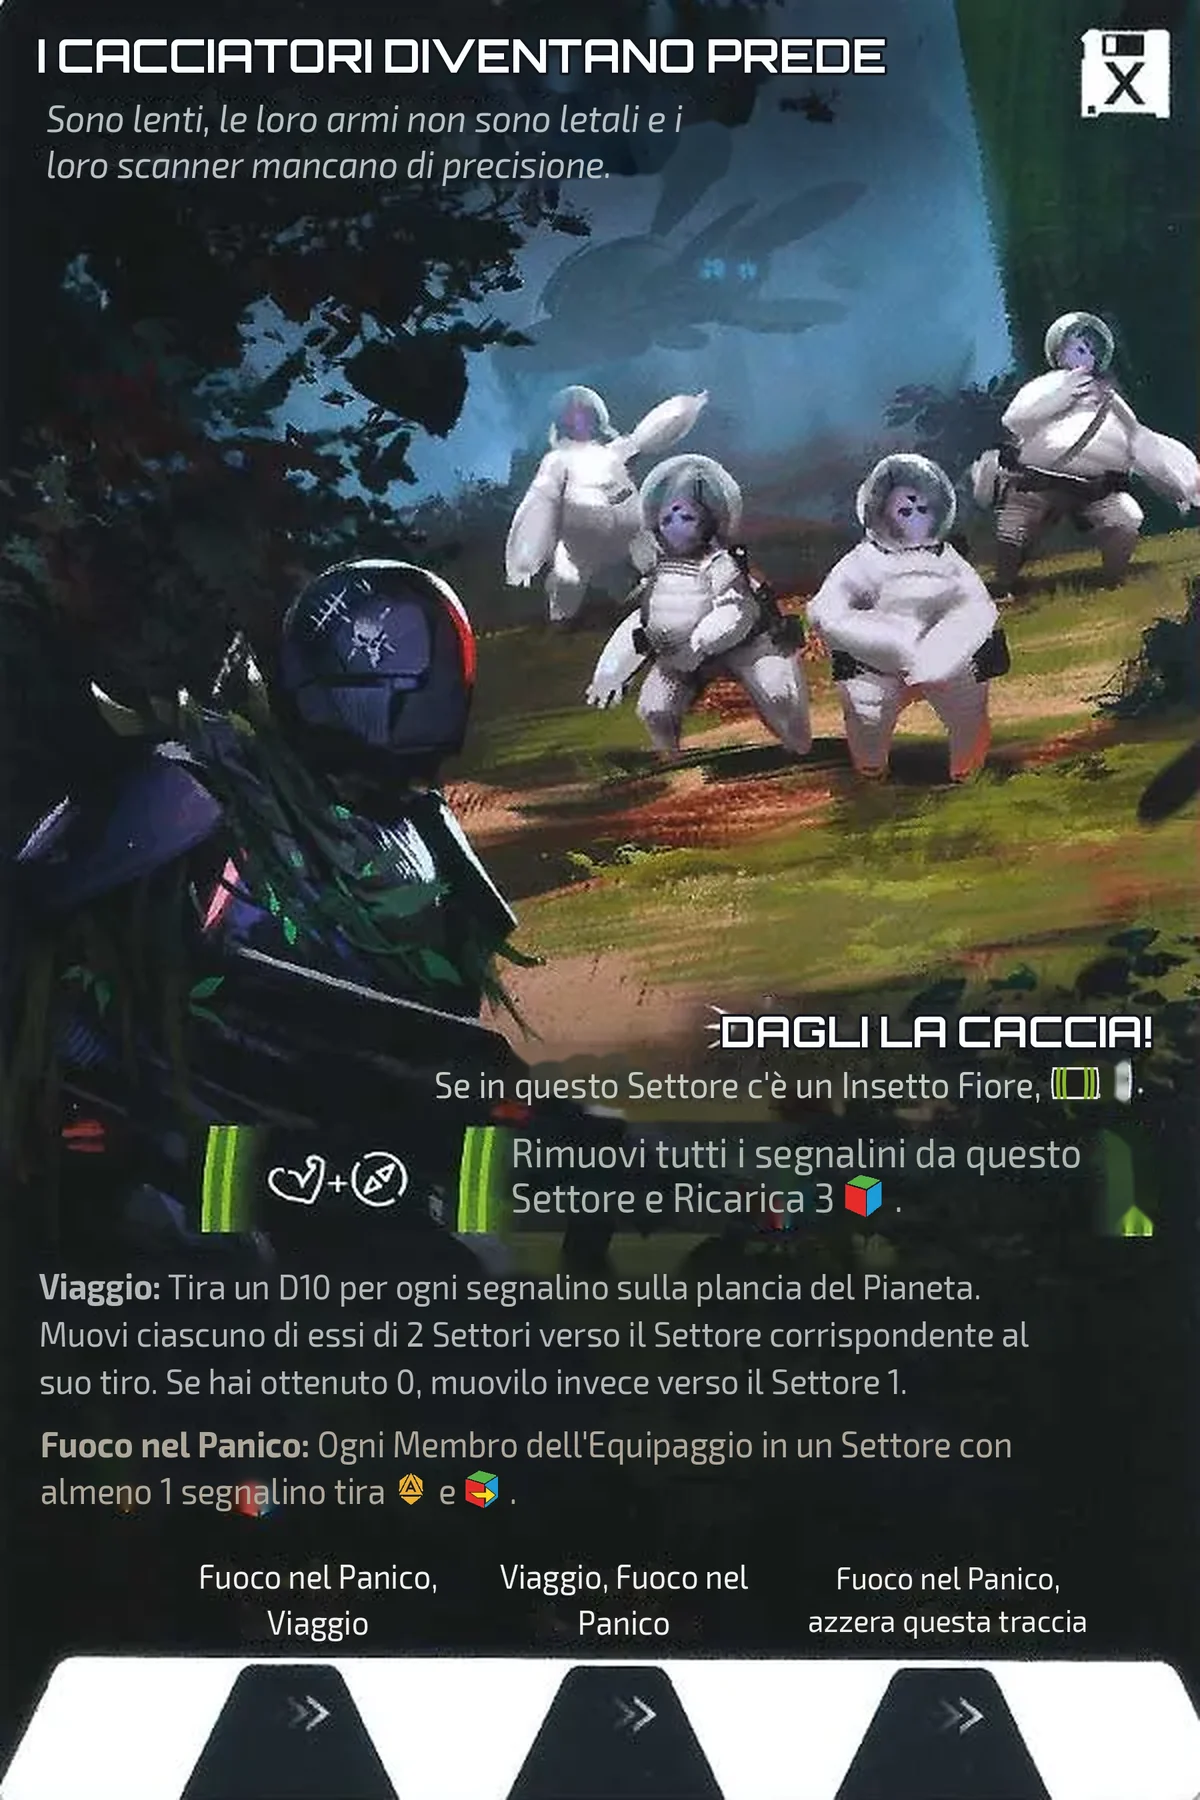 I CACCIATORI DIVENTANO PREDE
X
Sono lenti, le loro armi non sono letali e i
loro scanner mancano di precisione.
DAGLI LA CACCIA!
Se in questo Settore c'è un Insetto Fiore, .
+
Rimuovi tutti i segnalini da questo
Settore e Ricarica 3 .
Viaggio: Tira un D10 per ogni segnalino sulla plancia del Pianeta.
Muovi ciascuno di essi di 2 Settori verso il Settore corrispondente al
suo tiro. Se hai ottenuto 0, muovilo invece verso il Settore 1.
Fuoco nel Panico: Ogni Membro dell'Equipaggio in un Settore con
almeno 1 segnalino tira A e .
Fuoco nel Panico,
Viaggio
Viaggio, Fuoco nel
Panico
Fuoco nel Panico,
azzera questa traccia